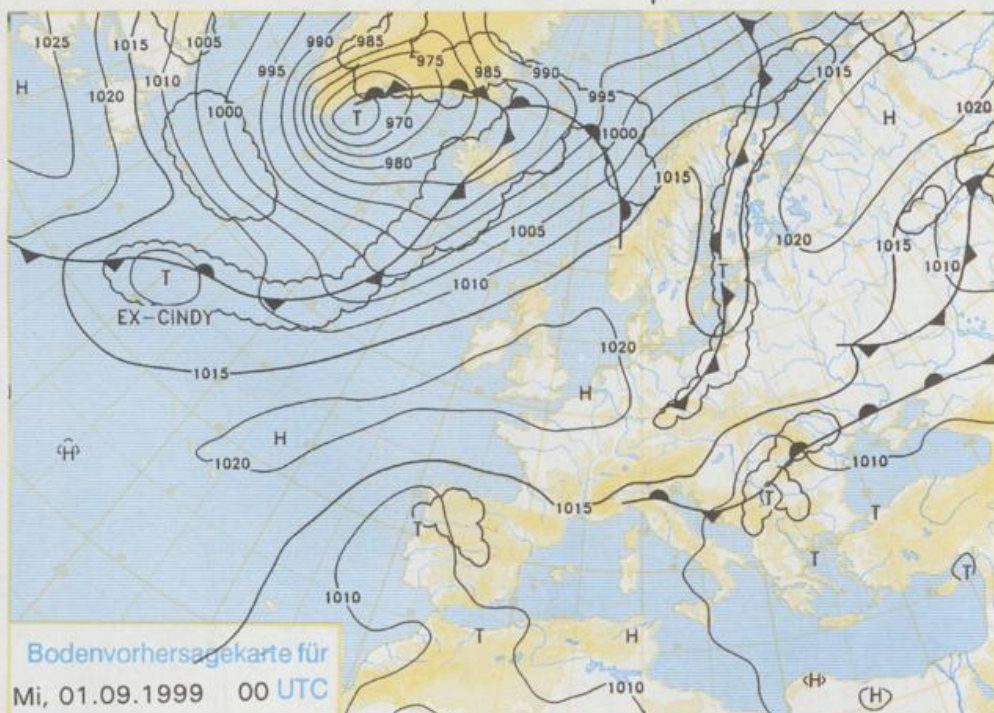 990 985
1025 1015 1005 975 985 990 1015
H 1020 1010 995 995 1020
1000 T 970 1000 H
980 1015
1005 1020 1015
T 1010 T 1010
EX-CINDY
1015 1020
H
H H
1020 1010
1015 T
T T
T T
1010
T H
Bodenvorhersagekarte für
Mi, 01.09.1999 00 UTC
1010 H H